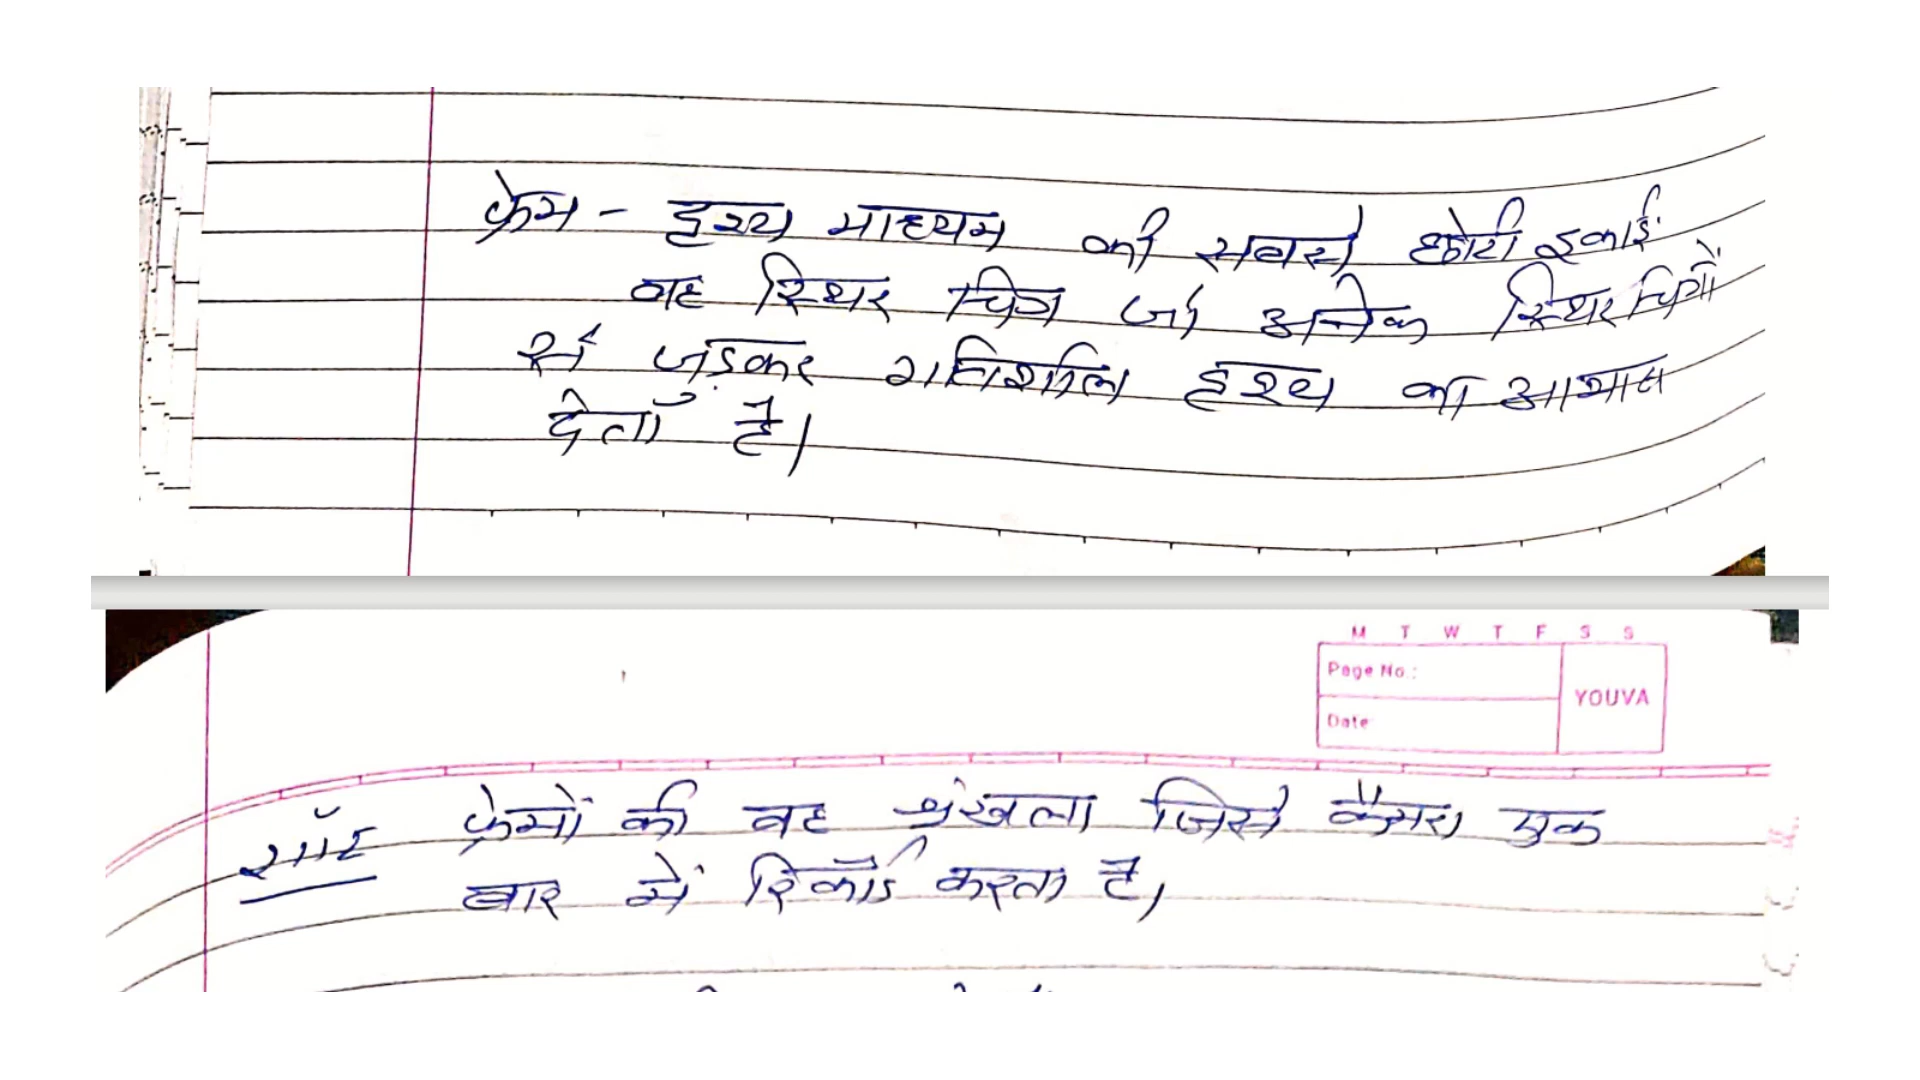 फ्रेम - दृश्य माध्यम की सबसे छोटी इकाई
वह स्थिर चित्र जो अनेक स्थिर चित्रों
से जुड़कर गतिशील दृश्य का आभास
देता है।
M T W T F S S
Page No.:
YOUVA
Date:
शॉट फ्रेमों की वह श्रृंखला जिसे कैमरा एक
बार में रिकॉर्ड करता है।